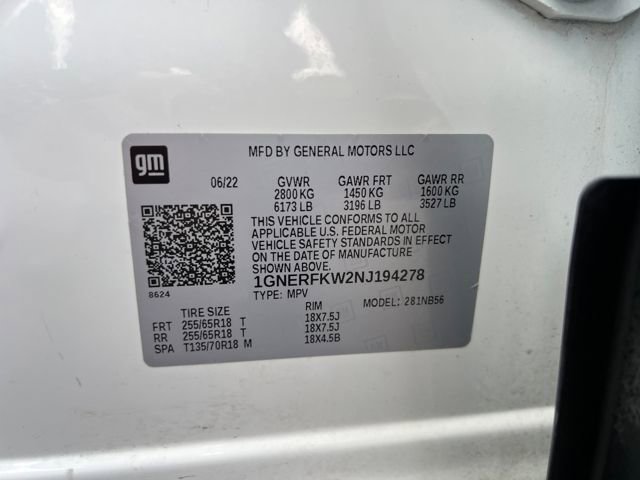 gm
MFD BY GENERAL MOTORS LLC
06/22 GVWR GAWR FRT GAWR RR
2800 KG 1450 KG 1600 KG
6173 LB 3196 LB 3527 LB
THIS VEHICLE CONFORMS TO ALL
APPLICABLE U.S. FEDERAL MOTOR
VEHICLE SAFETY STANDARDS IN EFFECT
ON THE DATE OF MANUFACTURE
SHOWN ABOVE.
1GNERFKW2NJ194278
8624
TYPE: MPV MODEL: 281NB56
TIRE SIZE RIM
FRT 255/65R18 T 18X7.5J
RR 255/65R18 T 18X7.5J
SPA T135/70R18 M 18X4.5B